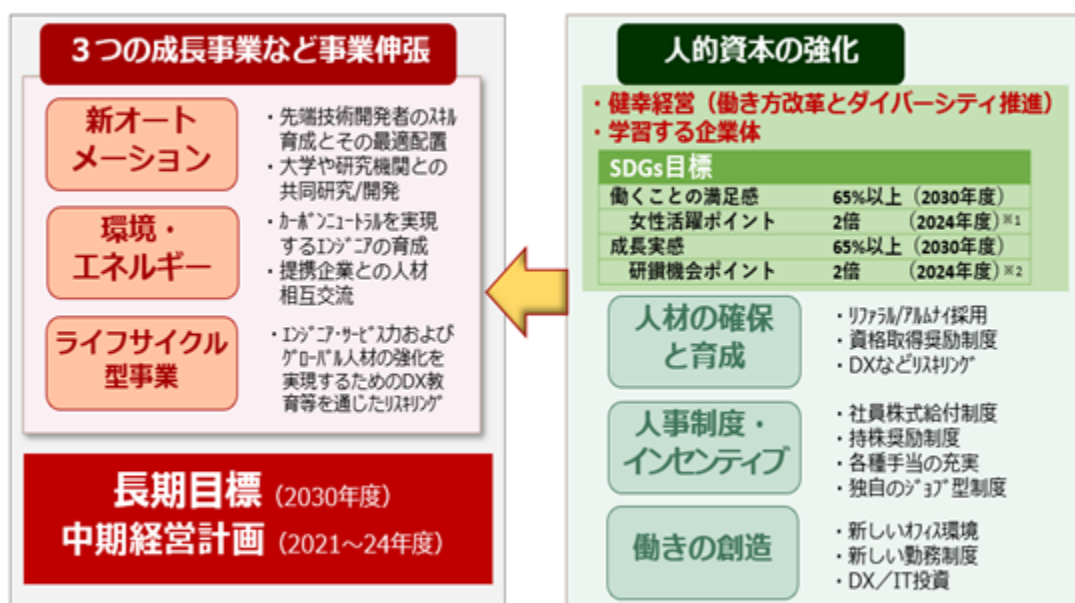 3つの成長事業など事業伸張
新オート
メーション
・先端技術開発者のｽｷﾙ
育成とその最適配置
・大学や研究機関との
共同研究/開発
環境・
エネルギー
・ｶｰﾎﾞﾝﾆｭｰﾄﾗﾙを実現
するｴﾝｼﾞﾆｱの育成
・提携企業との人材
相互交流
ライフサイクル
型事業
・ｴﾝｼﾞﾆｱ･ｻｰﾋﾞｽ力および
ｸﾞﾛｰﾊﾞﾙ人材の強化を
実現するためのDX教
育等を通じたﾘｽｷﾘﾝｸﾞ
長期目標（2030年度）
中期経営計画（2021～24年度）
人的資本の強化
・健幸経営（働き方改革とダイバーシティ推進）
・学習する企業体
SDGs目標
働くことの満足感 65%以上（2030年度）
女性活躍ポイント 2倍 （2024年度）※1
成長実感 65%以上（2030年度）
研鑽機会ポイント 2倍 （2024年度）※2
人材の確保
と育成
・ﾘﾌｧﾗﾙ/ｱﾙﾑﾅｲ採用
・資格取得奨励制度
・DXなどﾘｽｷﾘﾝｸﾞ
人事制度・
インセンティブ
・社員株式給付制度
・持株奨励制度
・各種手当の充実
・独自のｼﾞｮﾌﾞ型制度
働きの創造
・新しいｵﾌｨｽ環境
・新しい勤務制度
・DX／IT投資